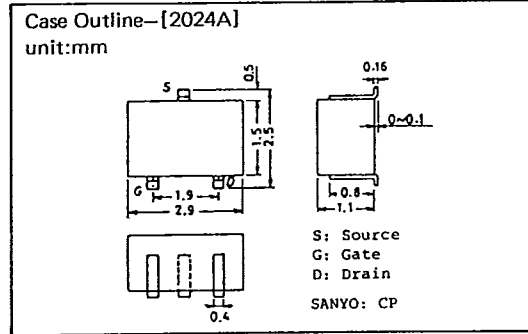 Case Outline—[2024A]
unit:mm
S
0.5
1.5
2.5
G
D
1.9
2.9
0.16
0~0.1
0.8
1.1
0.4
S: Source
G: Gate
D: Drain
SANYO: CP